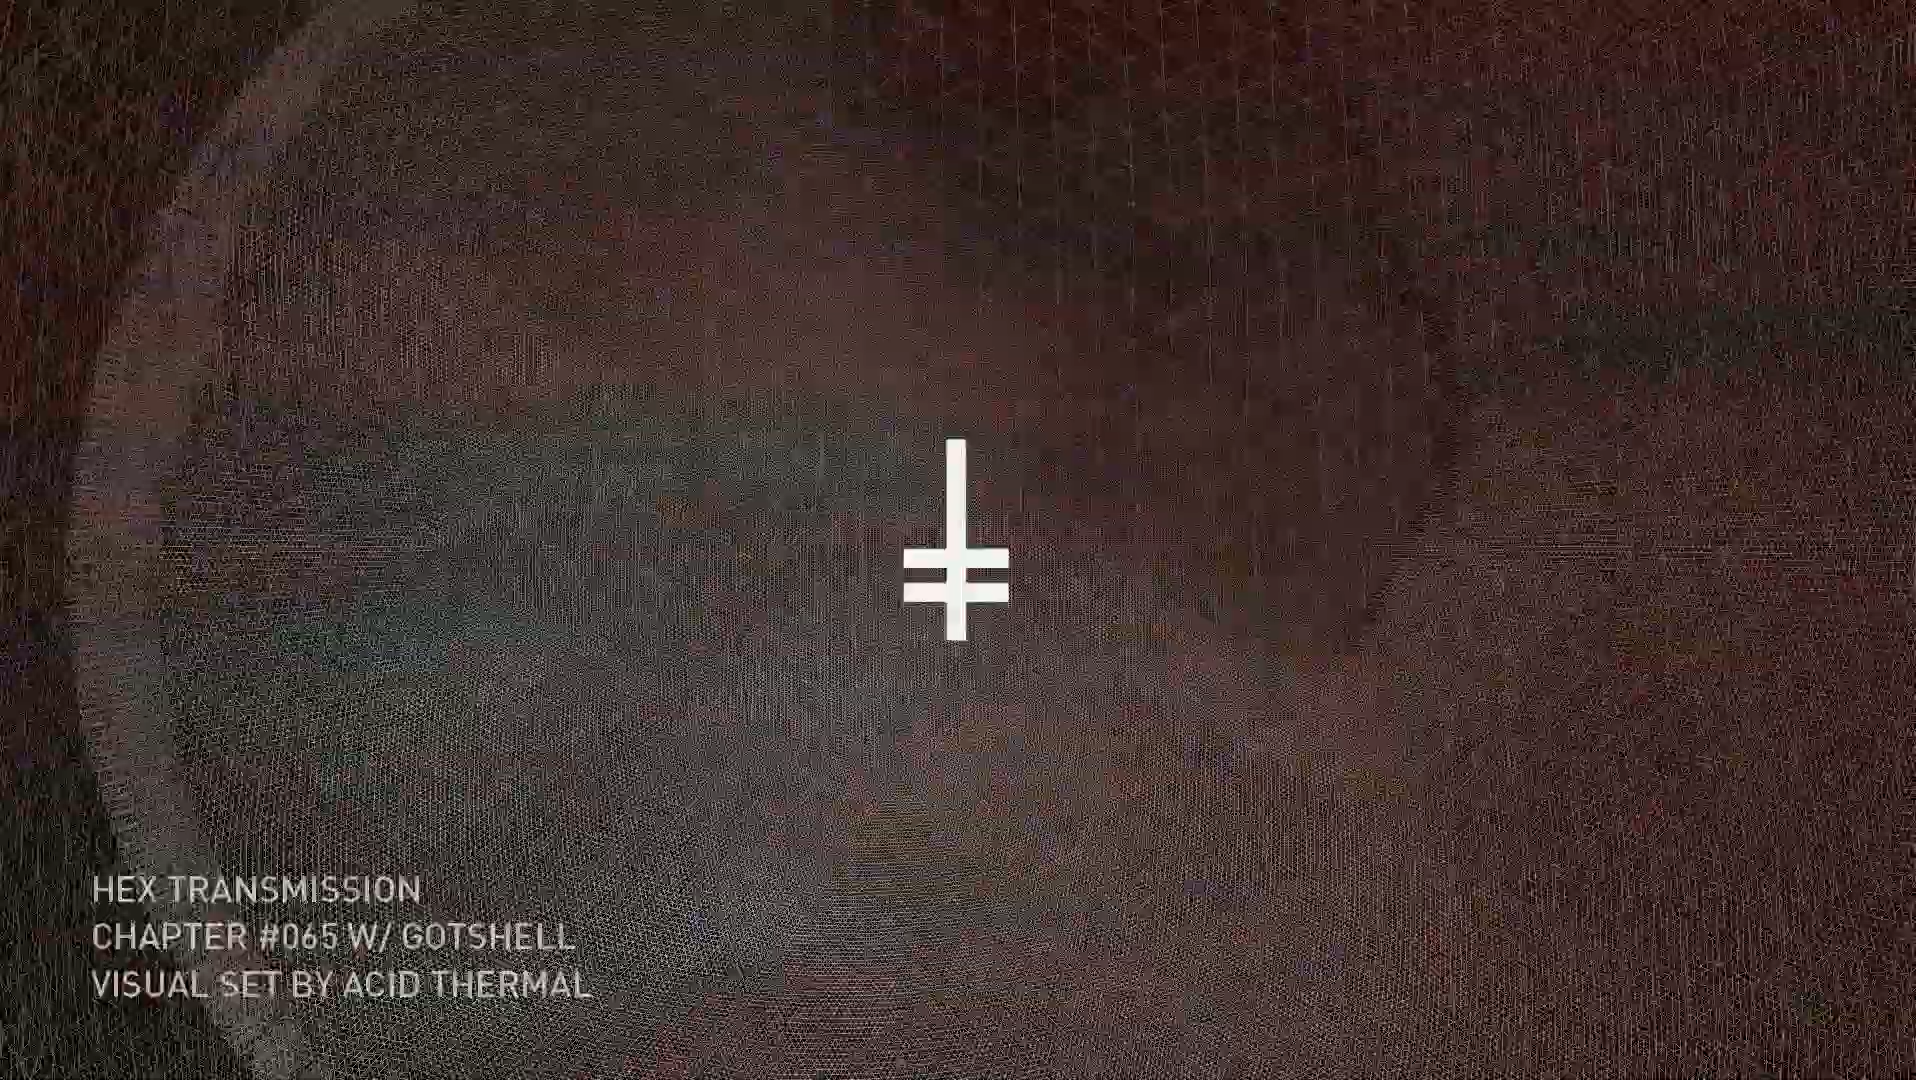 HEX TRANSMISSION
CHAPTER #065 W/ GOTSHELL
VISUAL SET BY ACID THERMAL